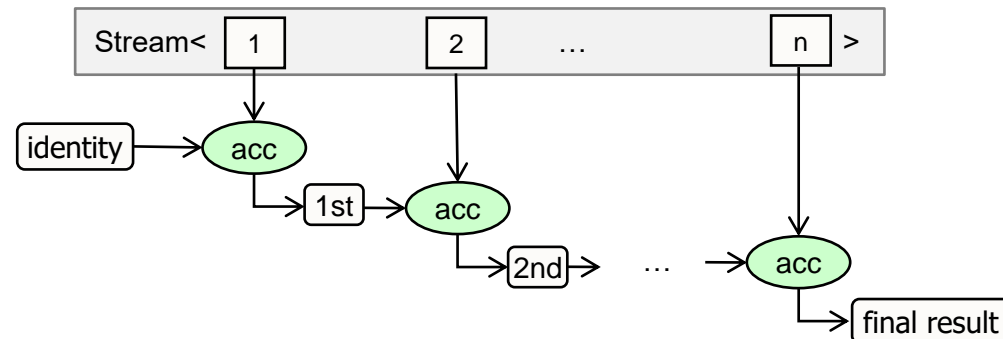 Stream< 1 2 … n >
identity acc
1st acc
2nd … acc
final result